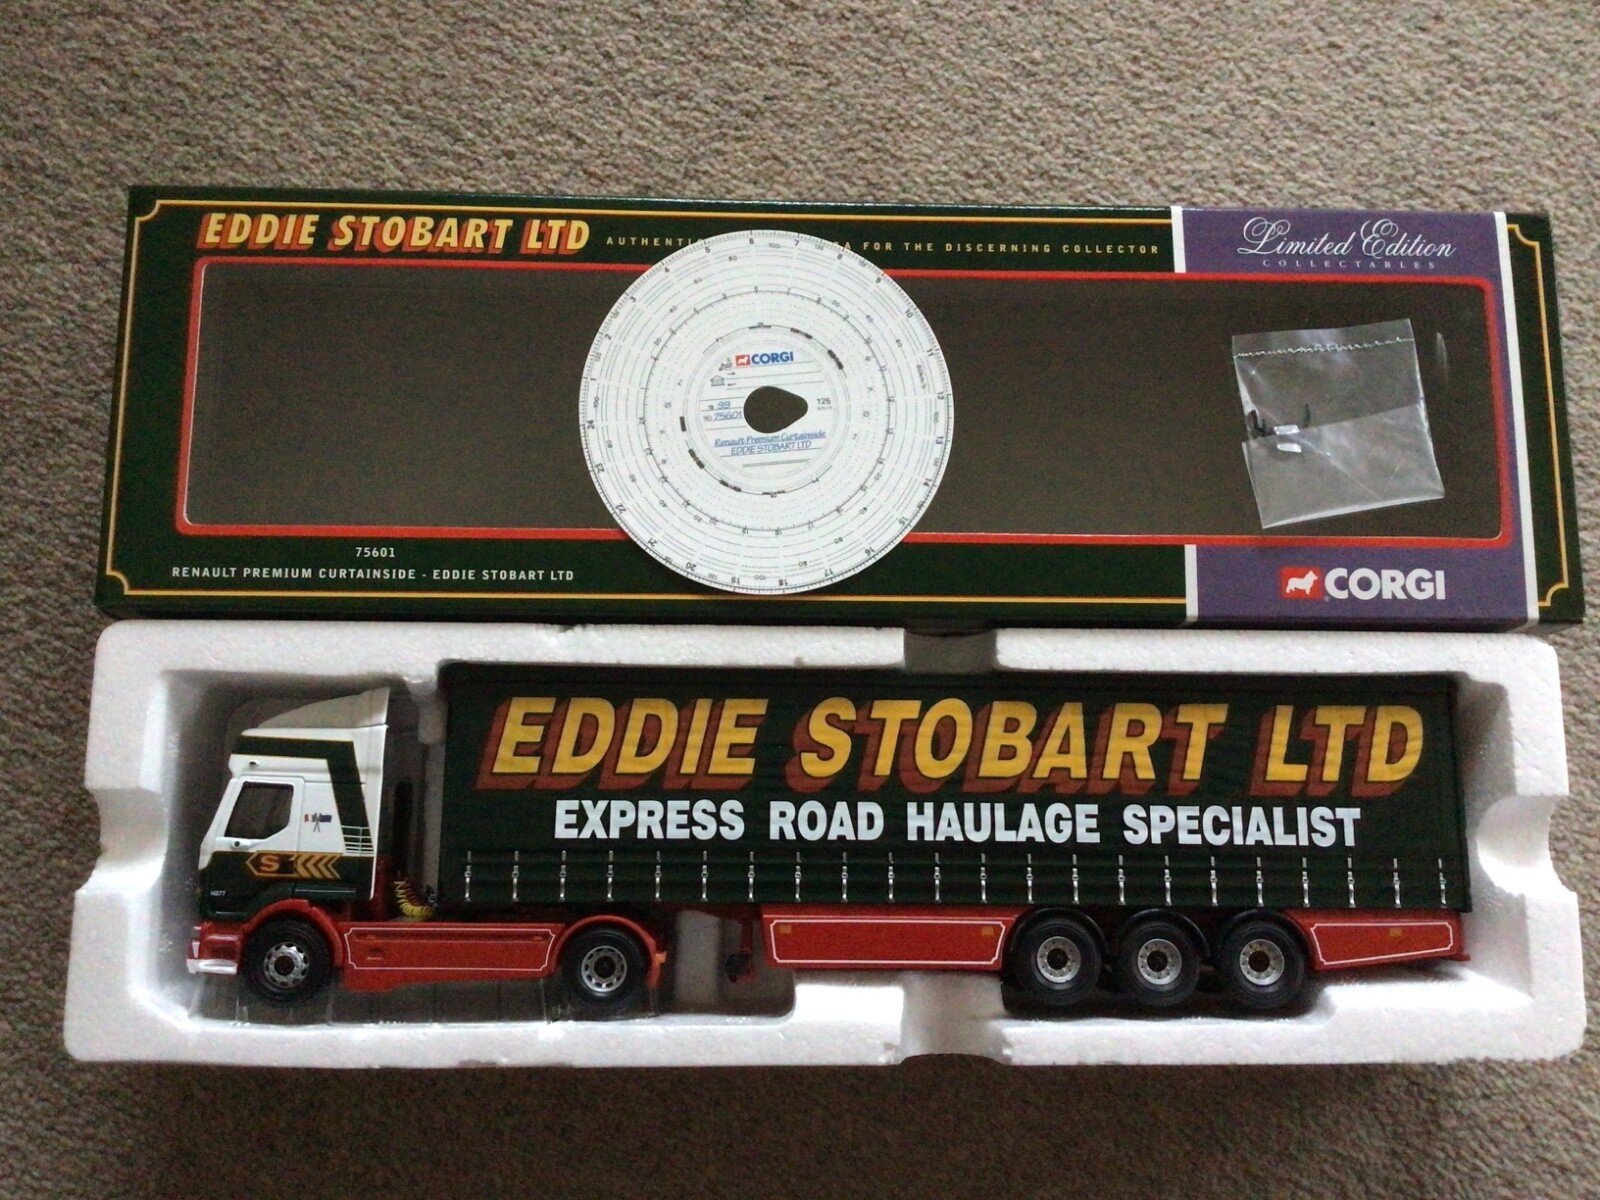 EDDIE STOBART LTD
FOR THE DISCERNING COLLECTOR
Limited Edition
COLLECTABLES
CORGI
99
75601
125
Renault Premium Curtainside
EDDIE STOBART LTD
75601
RENAULT PREMIUM CURTAINSIDE - EDDIE STOBART LTD
CORGI
EDDIE STOBART LTD
EXPRESS ROAD HAULAGE SPECIALIST
S